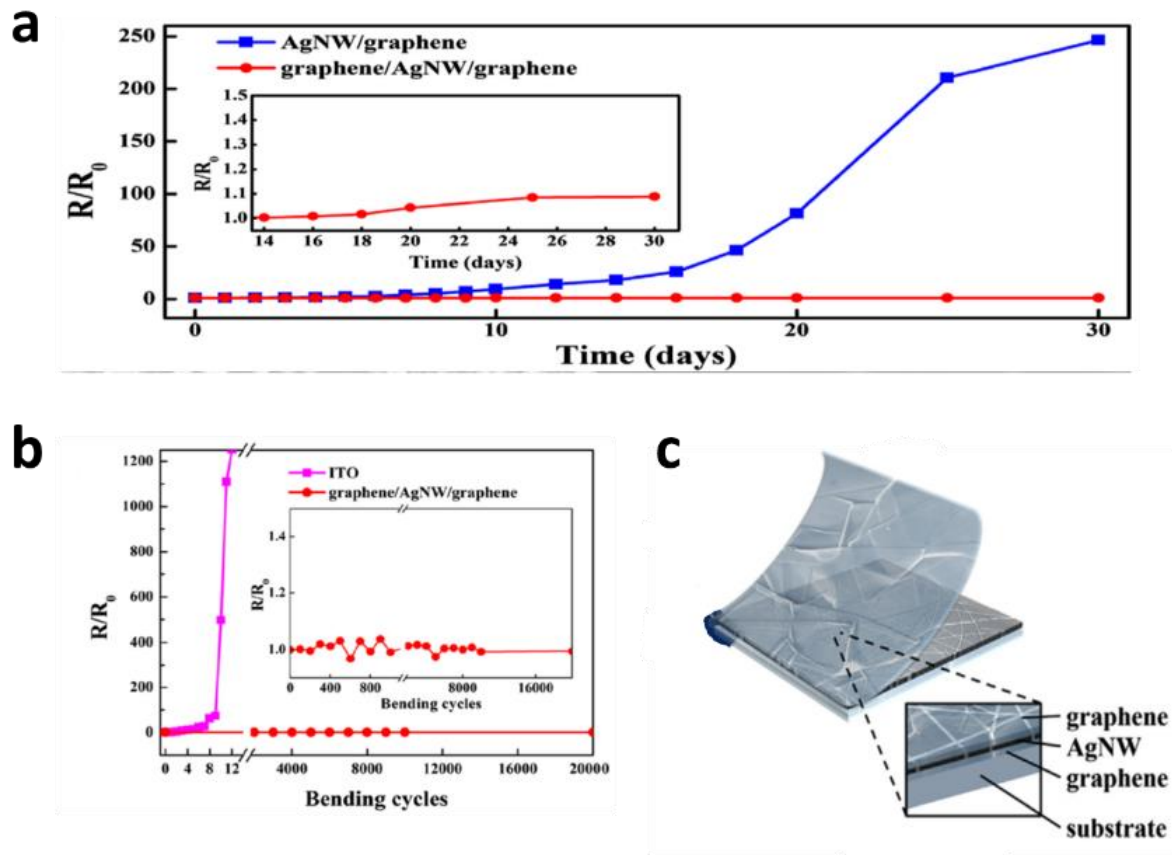 a
AgNW/graphene
graphene/AgNW/graphene
R/R0
250
200
150
100
50
0
0 10 20 30
Time (days)
R/R0
1.5
1.4
1.3
1.2
1.1
1.0
14 16 18 20 22 24 26 28 30
Time (days)
b
ITO
graphene/AgNW/graphene
R/R0
1200
1000
800
600
400
200
0
0 4 8 12 4000 8000 12000 16000 20000
Bending cycles
R/R0
1.4
1.2
1.0
0 400 800 8000 16000
Bending cycles
c
graphene
AgNW
graphene
substrate